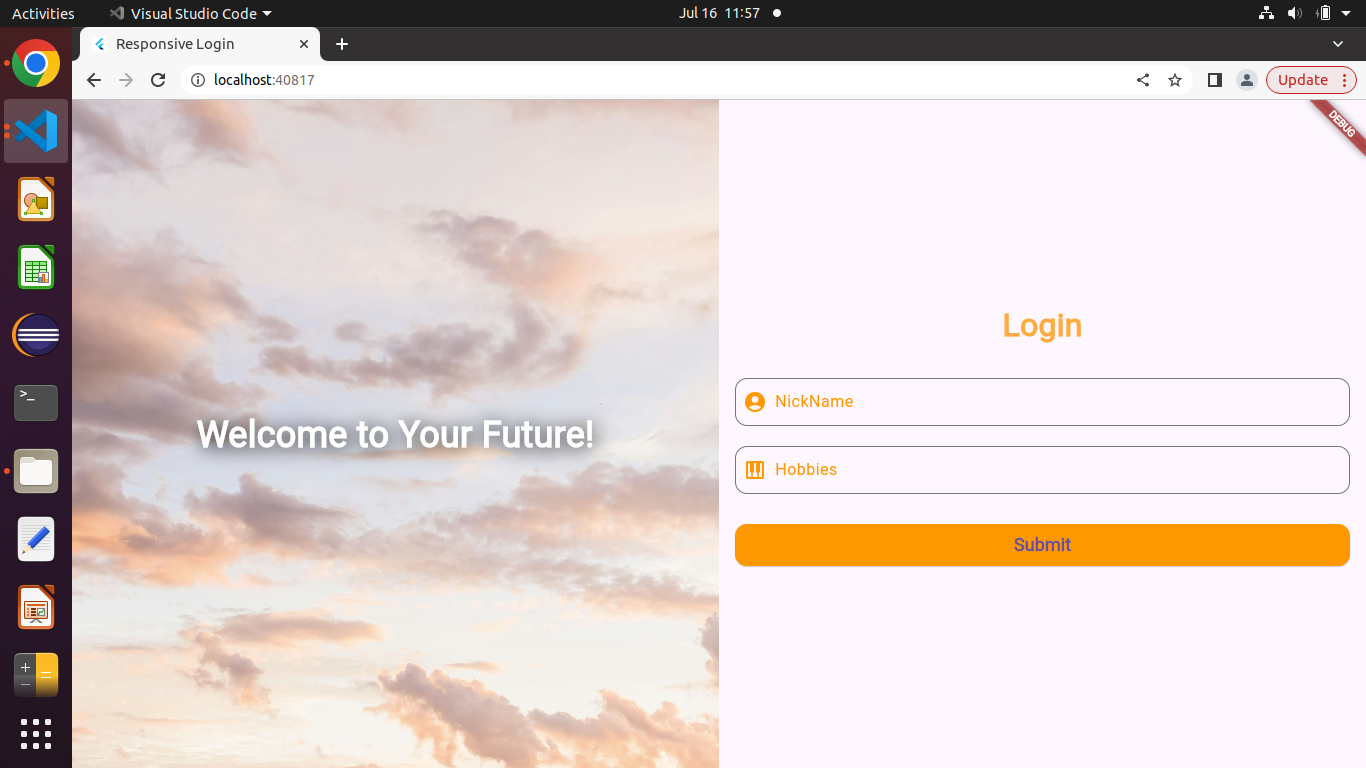 Activities
Visual Studio Code
Jul 16 11:57
Responsive Login
localhost:40817
Update
DEBUG
Login
NickName
Welcome to Your Future!
Hobbies
Submit